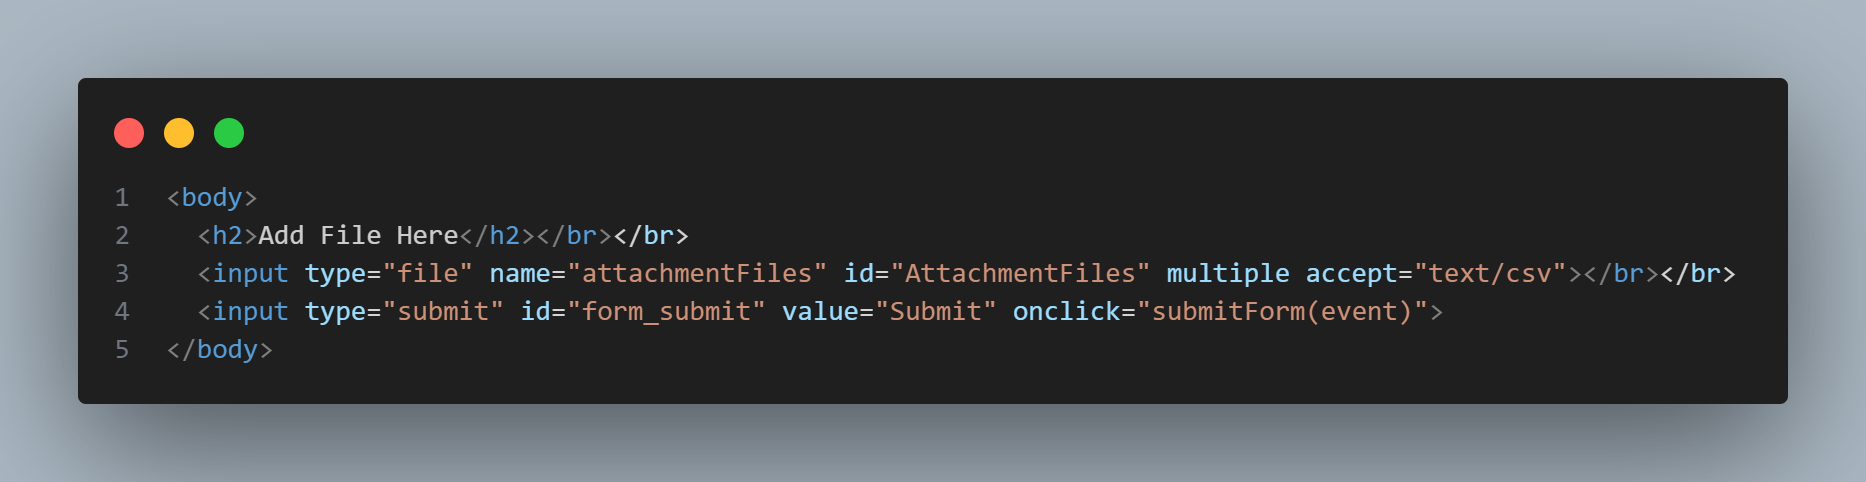 1 <body>
2   <h2>Add File Here</h2></br></br>
3   <input type="file" name="attachmentFiles" id="AttachmentFiles" multiple accept="text/csv"></br></br>
4   <input type="submit" id="form_submit" value="Submit" onclick="submitForm(event)">
5 </body>